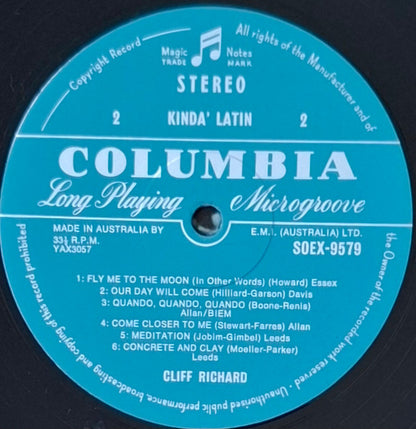 Copyright Record
Magic Notes
TRADE MARK
All rights of the Manufacturer and of
STEREO
2 KINDA' LATIN 2
COLUMBIA
Long Playing Microgroove
MADE IN AUSTRALIA BY E.M.I. (AUSTRALIA) LTD.
33⅓ R.P.M. SOEX-9579
YAX3057
1: FLY ME TO THE MOON (In Other Words) (Howard) Essex
2: OUR DAY WILL COME (Hilliard-Garson) Davis
3: QUANDO, QUANDO, QUANDO (Boone-Renis)
Allan/BIEM
4: COME CLOSER TO ME (Stewart-Farres) Allan
5: MEDITATION (Jobim-Gimbel) Leeds
6: CONCRETE AND CLAY (Moeller-Parker)
Leeds
CLIFF RICHARD
the Owner of the recorded work reserved · Unauthorised public performance, broadcasting and copying of this record prohibited